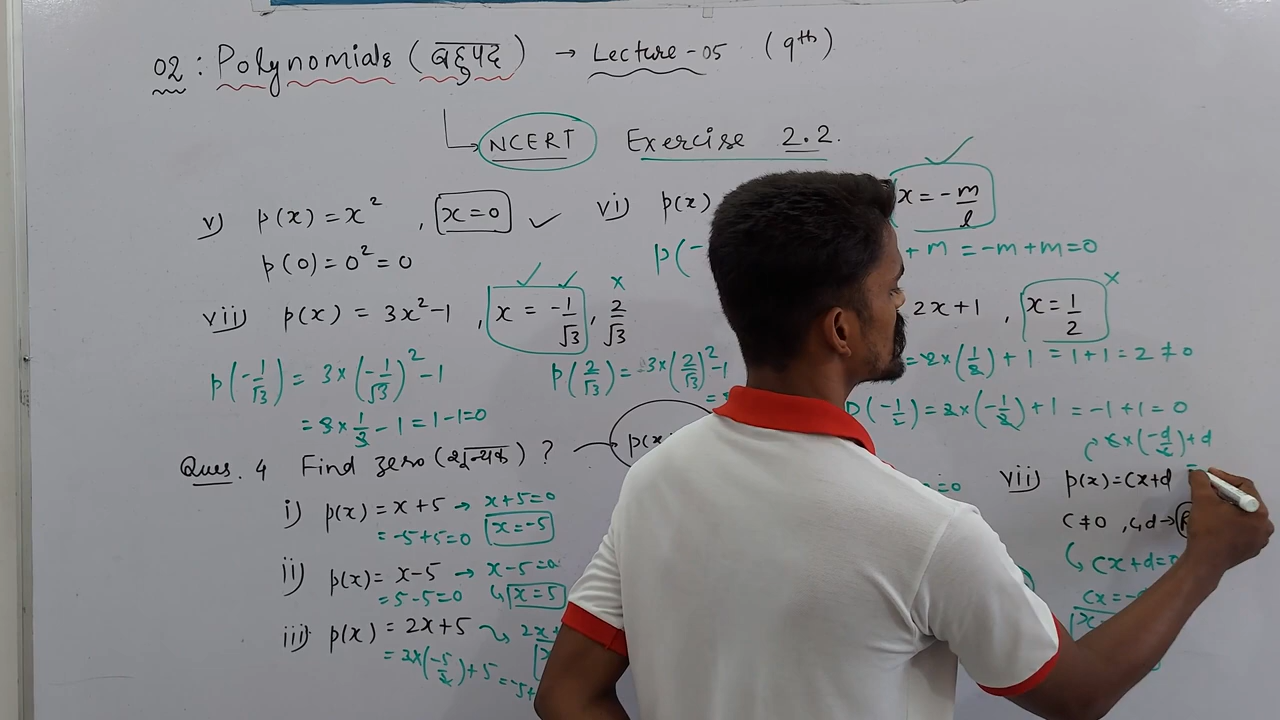 02 : Polynomials (बहुपद) → Lecture-05 (9th)
NCERT Exercise 2.2.
v) p(x) = x² , x=0 ✓
p(0) = 0² = 0
vi) p(x)
x = -m/l
p(-
+ m = -m+m=0
vii) p(x) = 3x²-1 , x = -1/√3 , 2/√3
p(-1/√3) = 3×(-1/√3)² -1
= 3×1/3 -1 = 1-1=0
p(2/√3) = 3×(2/√3)² -1
2x+1 , x=1/2 ×
= 2×(1/2) + 1 = 1+1 = 2 ≠ 0
p(-1/2) = 2×(-1/2)+1 = -1+1 = 0
Ques. 4 Find zero (शून्यक) ?
p(x
i) p(x) = x+5 → x+5=0
= -5+5=0 x=-5
ii) p(x) = x-5 → x-5=0
= 5-5=0 ↳ x=5
iii) p(x) = 2x+5 2x+
= 2×(-5/2)+5 = -5+
=0
c×(-d/c)+d
=
vii) p(x) = cx+d
c≠0 , c,d→
cx+d=0
cx=-
x=